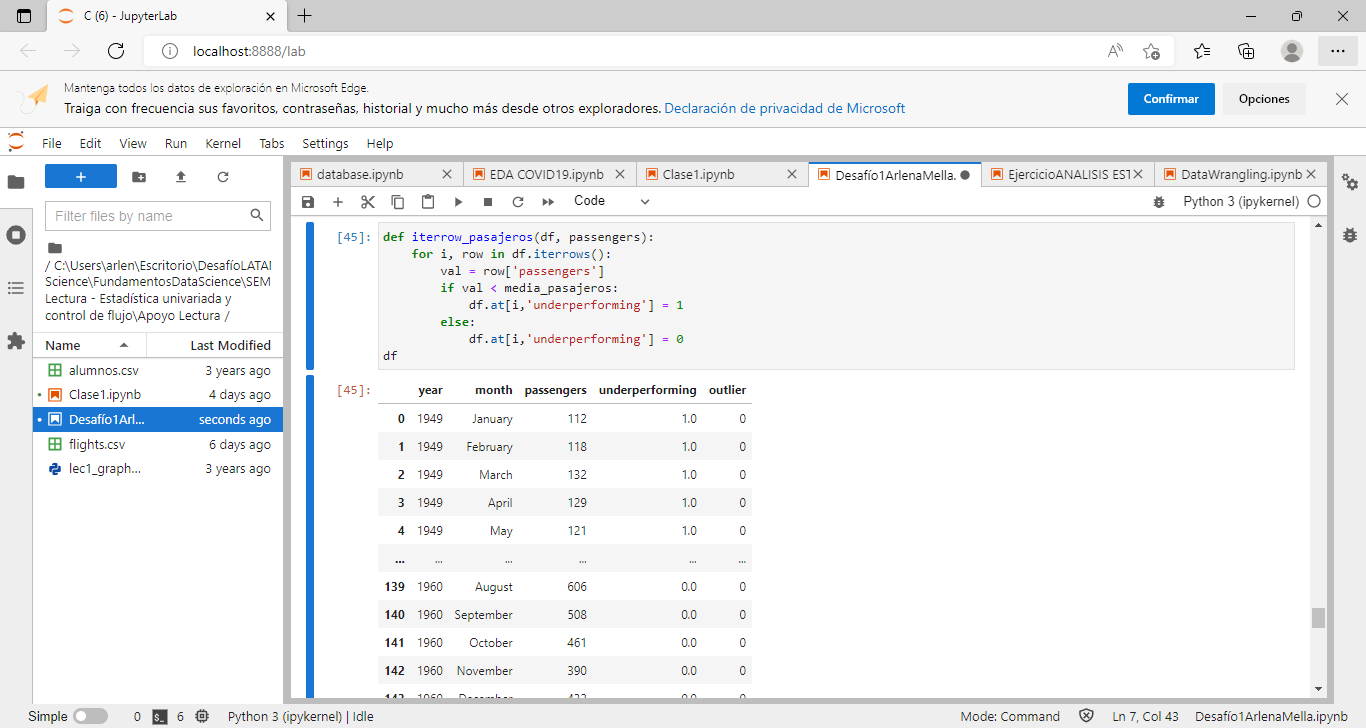 C (6) - JupyterLab
localhost:8888/lab
Mantenga todos los datos de exploración en Microsoft Edge.
Traiga con frecuencia sus favoritos, contraseñas, historial y mucho más desde otros exploradores. Declaración de privacidad de Microsoft
Confirmar
Opciones
File Edit View Run Kernel Tabs Settings Help
database.ipynb
EDA COVID19.ipynb
Clase1.ipynb
Desafío1ArlenaMella.
EjercicioANALISIS EST
DataWrangling.ipynb
Code
Python 3 (ipykernel)
Filter files by name
/ C:\Users\arlen\Escritorio\DesafíoLATAI
Science\FundamentosDataScience\SEM
Lectura - Estadística univariada y
control de flujo\Apoyo Lectura /
Name Last Modified
alumnos.csv 3 years ago
Clase1.ipynb 4 days ago
Desafío1Arl... seconds ago
flights.csv 6 days ago
lec1_graph... 3 years ago
[45]: def iterrow_pasajeros(df, passengers):
for i, row in df.iterrows():
val = row['passengers']
if val < media_pasajeros:
df.at[i,'underperforming'] = 1
else:
df.at[i,'underperforming'] = 0
df
[45]: year month passengers underperforming outlier
0 1949 January 112 1.0 0
1 1949 February 118 1.0 0
2 1949 March 132 1.0 0
3 1949 April 129 1.0 0
4 1949 May 121 1.0 0
... ... ... ... ... ...
139 1960 August 606 0.0 0
140 1960 September 508 0.0 0
141 1960 October 461 0.0 0
142 1960 November 390 0.0 0
143 1960 December 432 0.0 0
Simple 0 6 Python 3 (ipykernel) | Idle
Mode: Command Ln 7, Col 43 Desafío1ArlenaMella.ipynb